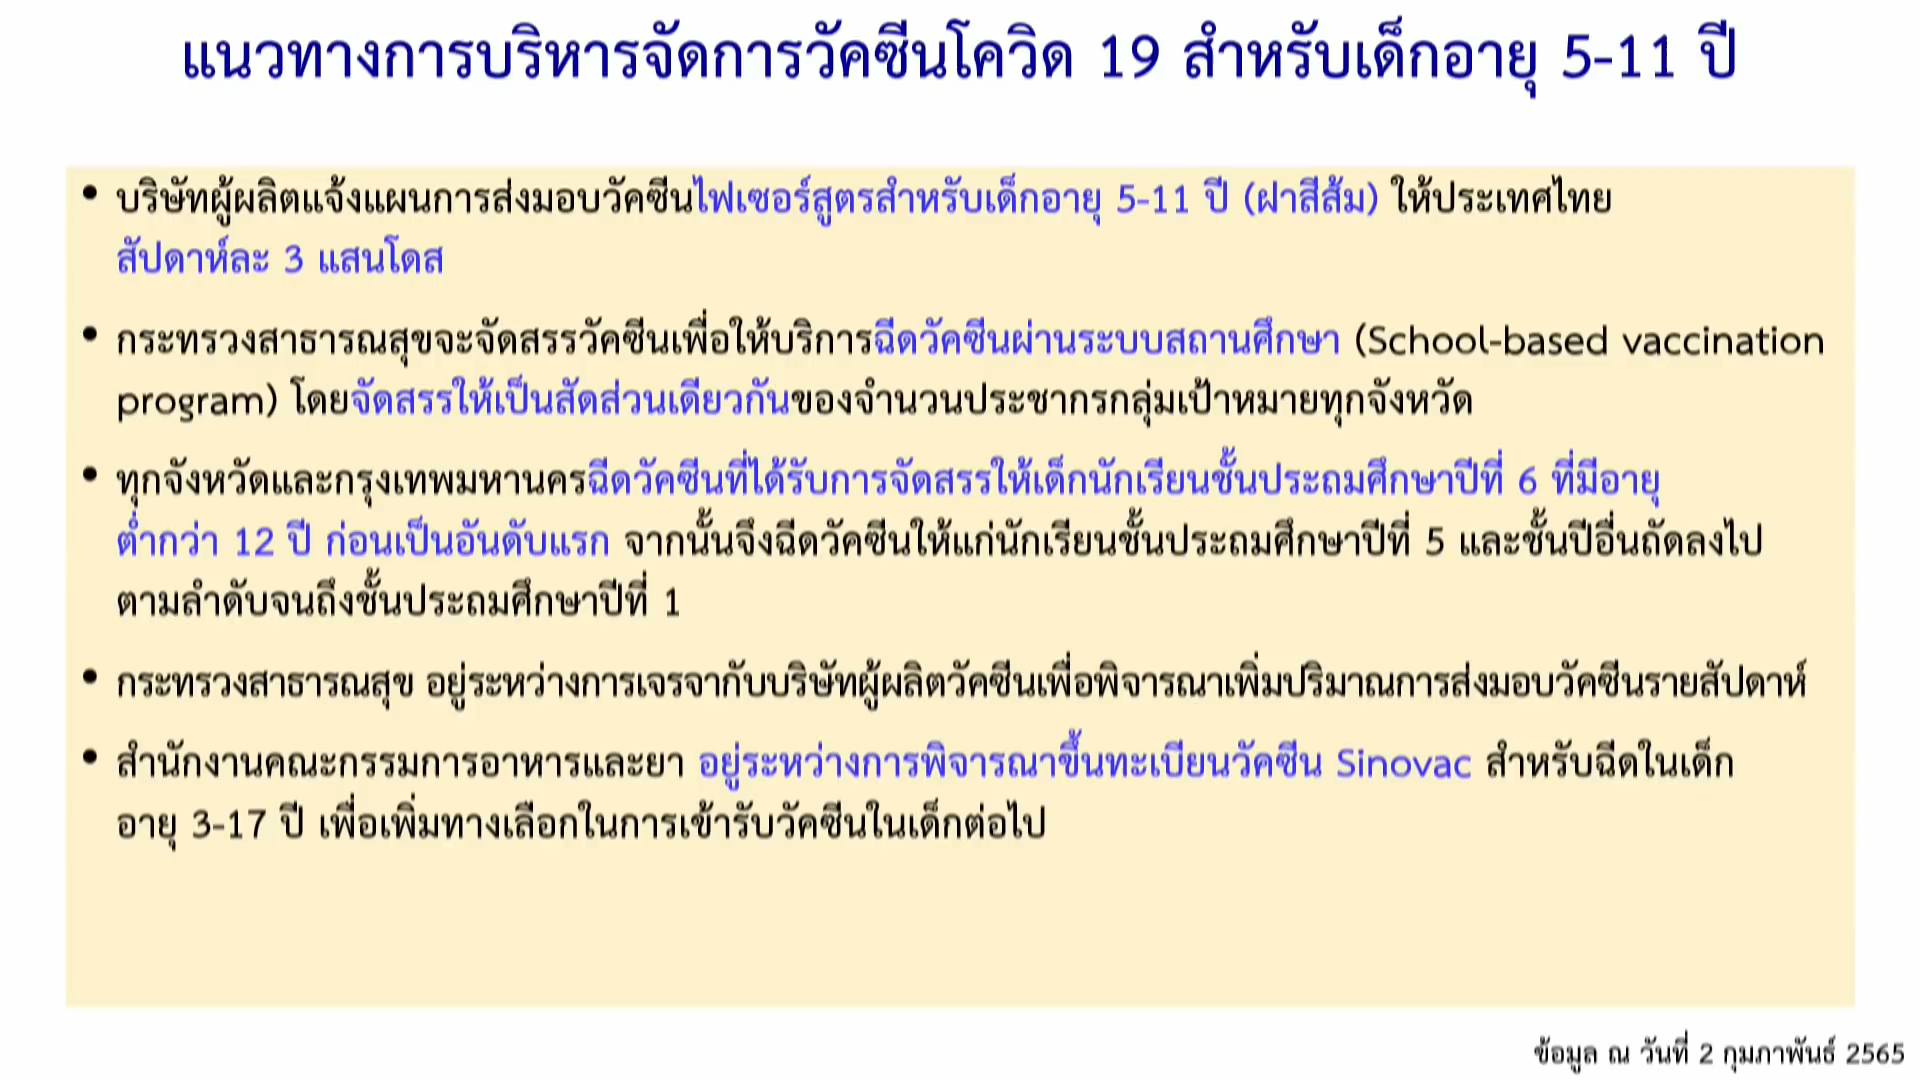 แนวทางการบริหารจัดการวัคซีนโควิด 19 สำหรับเด็กอายุ 5-11 ปี
• บริษัทผู้ผลิตแจ้งแผนการส่งมอบวัคซีนไฟเซอร์สูตรสำหรับเด็กอายุ 5-11 ปี (ฝาสีส้ม) ให้ประเทศไทย
สัปดาห์ละ 3 แสนโดส
• กระทรวงสาธารณสุขจะจัดสรรวัคซีนเพื่อให้บริการฉีดวัคซีนผ่านระบบสถานศึกษา (School-based vaccination
program) โดยจัดสรรให้เป็นสัดส่วนเดียวกันของจำนวนประชากรกลุ่มเป้าหมายทุกจังหวัด
• ทุกจังหวัดและกรุงเทพมหานครฉีดวัคซีนที่ได้รับการจัดสรรให้เด็กนักเรียนชั้นประถมศึกษาปีที่ 6 ที่มีอายุ
ต่ำกว่า 12 ปี ก่อนเป็นอันดับแรก จากนั้นจึงฉีดวัคซีนให้แก่นักเรียนชั้นประถมศึกษาปีที่ 5 และชั้นปีอื่นถัดลงไป
ตามลำดับจนถึงชั้นประถมศึกษาปีที่ 1
• กระทรวงสาธารณสุข อยู่ระหว่างการเจรจากับบริษัทผู้ผลิตวัคซีนเพื่อพิจารณาเพิ่มปริมาณการส่งมอบวัคซีนรายสัปดาห์
• สำนักงานคณะกรรมการอาหารและยา อยู่ระหว่างการพิจารณาขึ้นทะเบียนวัคซีน Sinovac สำหรับฉีดในเด็ก
อายุ 3-17 ปี เพื่อเพิ่มทางเลือกในการเข้ารับวัคซีนในเด็กต่อไป
ข้อมูล ณ วันที่ 2 กุมภาพันธ์ 2565